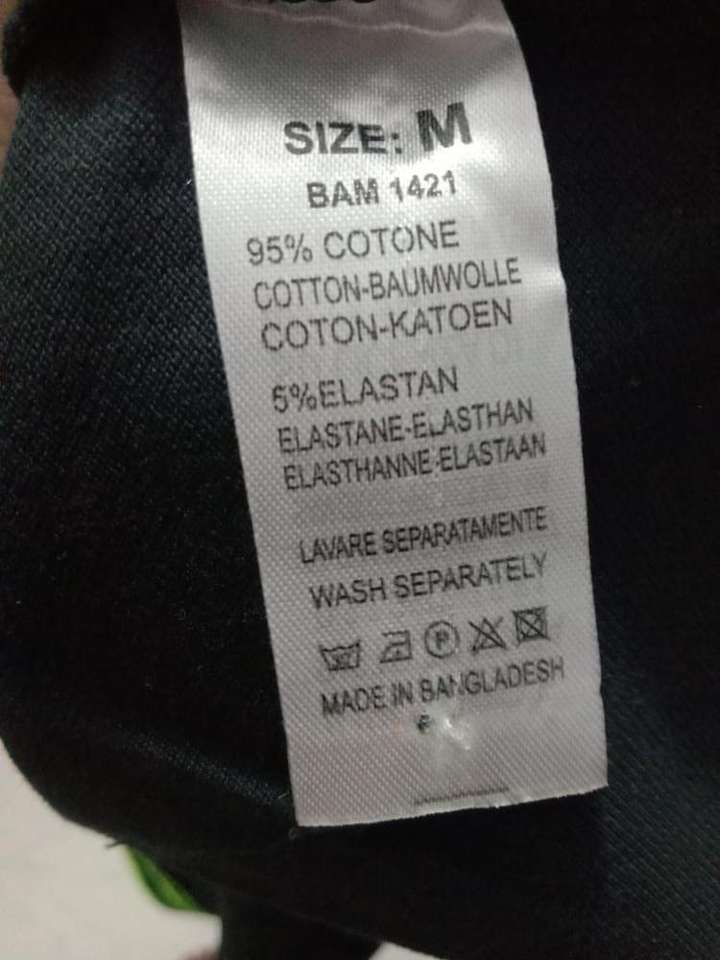 SIZE: M
BAM 1421
95% COTONE
COTTON-BAUMWOLLE
COTON-KATOEN
5%ELASTAN
ELASTANE-ELASTHAN
ELASTHANNE-ELASTAAN
LAVARE SEPARATAMENTE
WASH SEPARATELY
P
MADE IN BANGLADESH